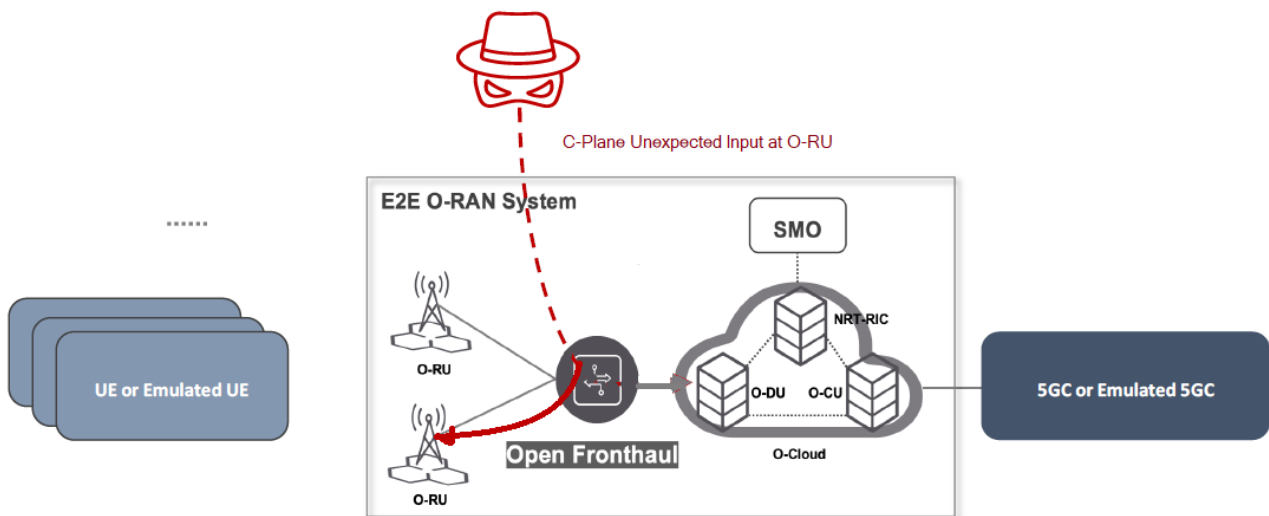 C-Plane Unexpected Input at O-RU
E2E O-RAN System
......
SMO
NRT-RIC
O-RU
UE or Emulated UE
O-DU
O-CU
5GC or Emulated 5GC
Open Fronthaul
O-Cloud
O-RU